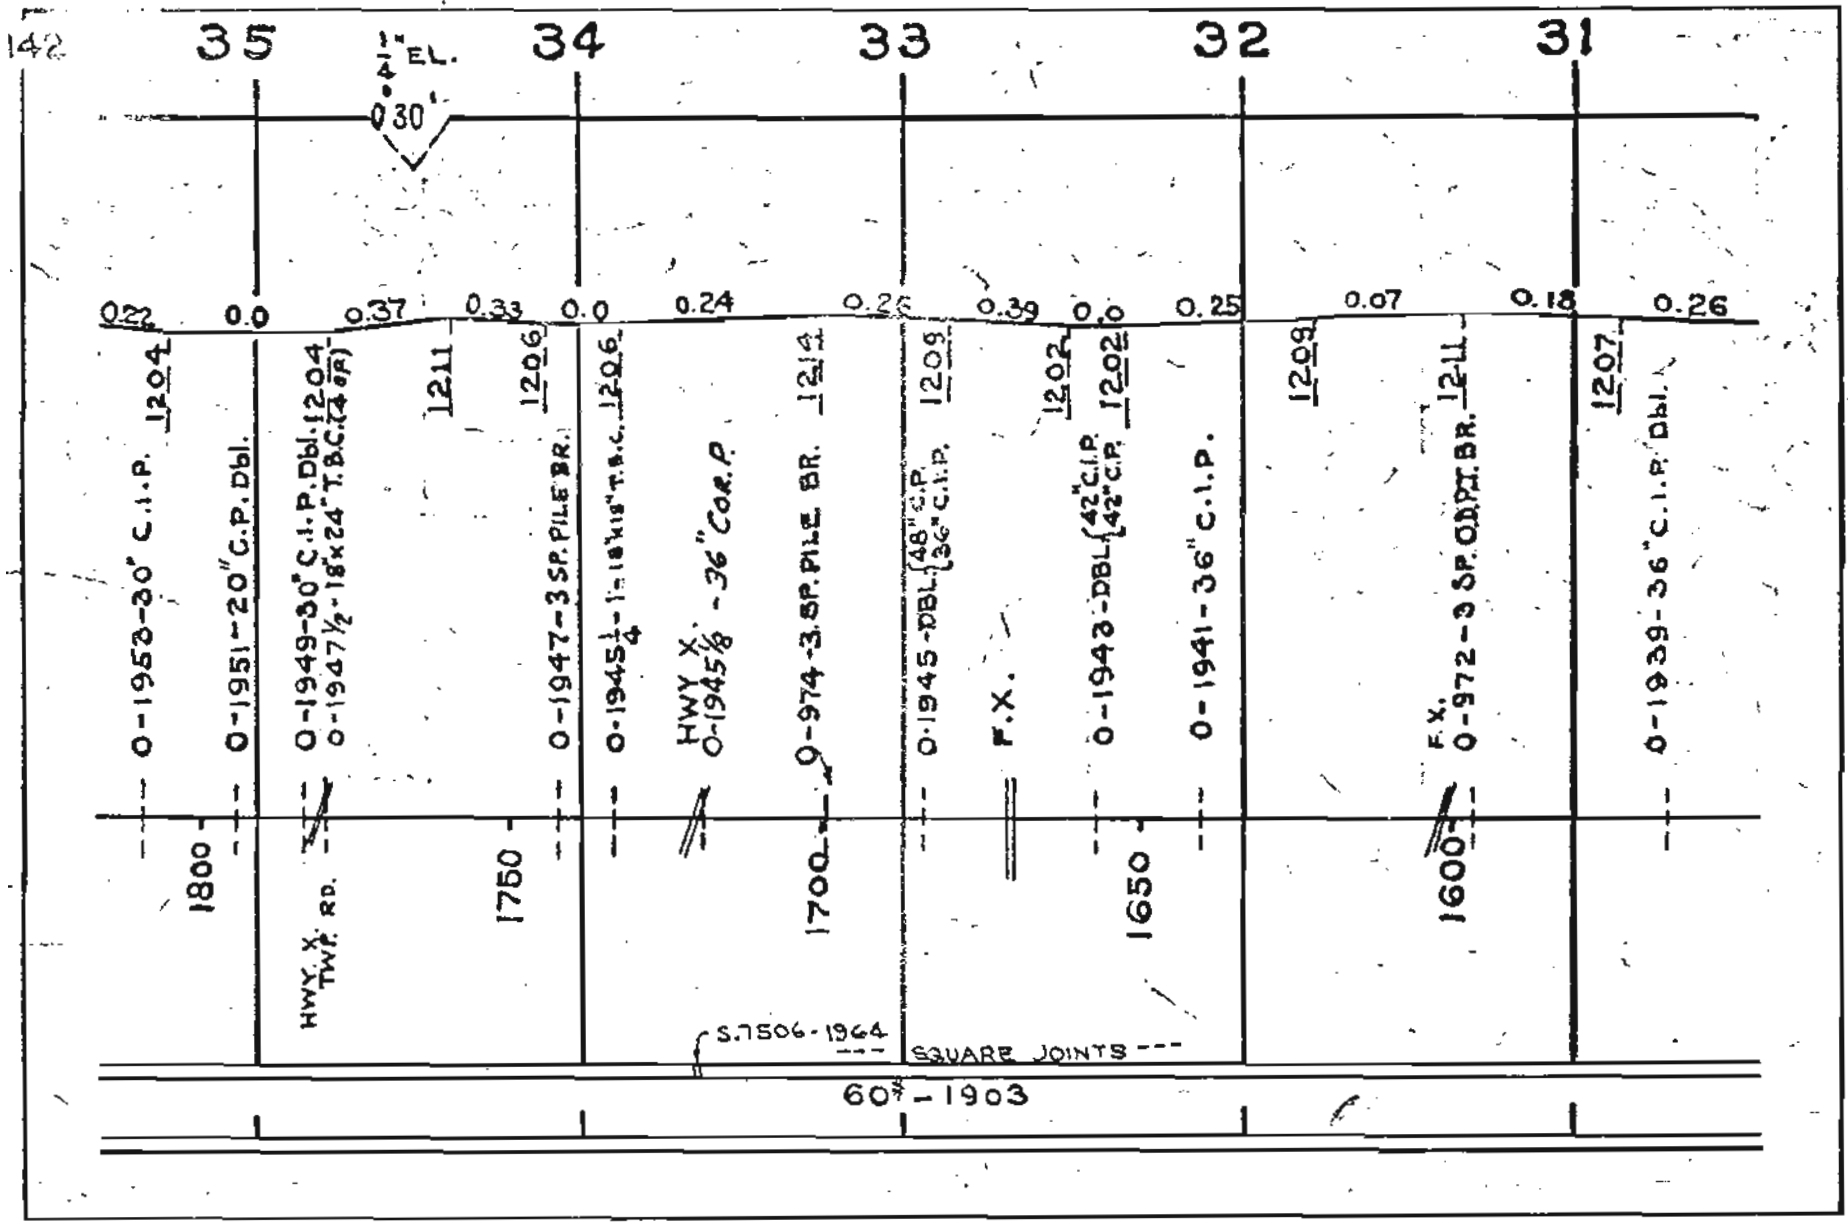 142
35
34
33
32
31
1/4" EL.
0°30'
0.22
0.0
0.37
0.33
0.0
0.24
0.39
0.0
0.25
0.07
0.18
0.26
1204
1204
1211
1206
1206
1214
1209
1202
1202
1209
1211
1207
0-1953-30" C.I.P.
0-1951-20" C.P. Dbl.
0-1949-30" C.I.P. Dbl.
0-1947½-18"x24" T.B.C.
0-1947-3 SP. PILE BR.
0-1945¼-1-18"x18" T.B.C.
HWY X.
0-1945⅛-36" COR.P.
0-974-3.SP.PILE BR.
0-1945-DBL.{48" C.P.
{36" C.I.P.
F.X.
0-1943-DBL.{42" C.I.P.
{42" C.P.
0-1941-36" C.I.P.
F.X.
0-972-3 SP.O.D.P.T.BR.
0-1939-36" C.I.P. Dbl.
1800
1750
1700
1650
1600
HWY. X.
TWP. RD.
S.7506-1964
--- SQUARE JOINTS ---
60#-1903